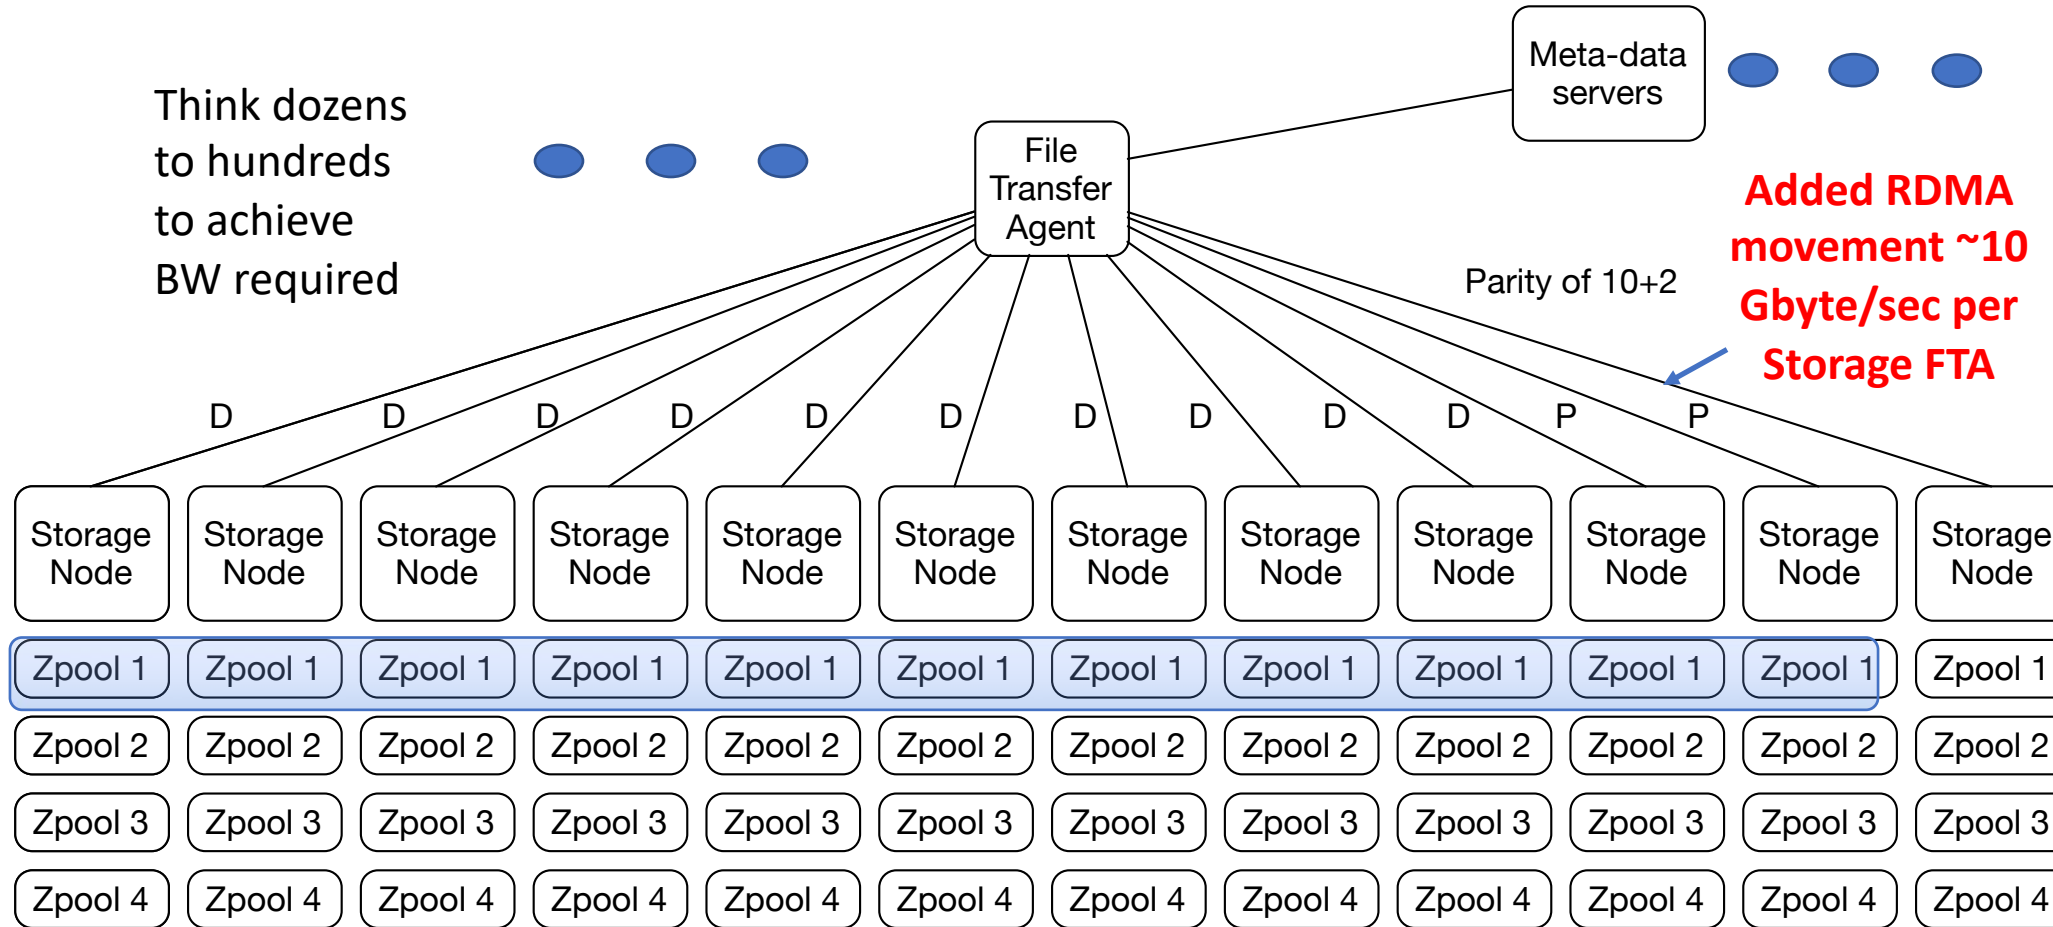 Meta-data
servers
Think dozens
to hundreds
to achieve
BW required
File
Transfer
Agent
Added RDMA
movement ~10
Gbyte/sec per
Storage FTA
Parity of 10+2
D D D D D D D D D D P P
Storage Storage Storage Storage Storage Storage Storage Storage Storage Storage Storage Storage
Node Node Node Node Node Node Node Node Node Node Node Node
Zpool 1 Zpool 1 Zpool 1 Zpool 1 Zpool 1 Zpool 1 Zpool 1 Zpool 1 Zpool 1 Zpool 1 Zpool 1 Zpool 1
Zpool 2 Zpool 2 Zpool 2 Zpool 2 Zpool 2 Zpool 2 Zpool 2 Zpool 2 Zpool 2 Zpool 2 Zpool 2 Zpool 2
Zpool 3 Zpool 3 Zpool 3 Zpool 3 Zpool 3 Zpool 3 Zpool 3 Zpool 3 Zpool 3 Zpool 3 Zpool 3 Zpool 3
Zpool 4 Zpool 4 Zpool 4 Zpool 4 Zpool 4 Zpool 4 Zpool 4 Zpool 4 Zpool 4 Zpool 4 Zpool 4 Zpool 4